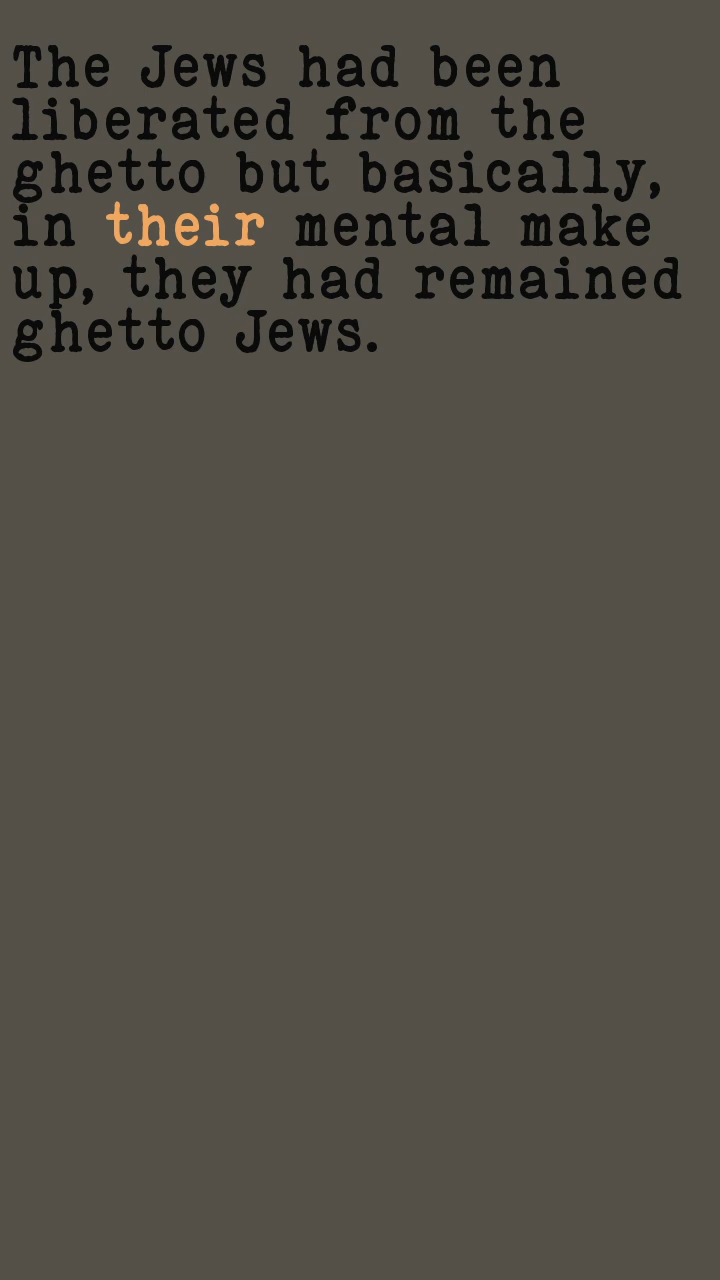 The Jews had been
liberated from the
ghetto but basically,
in their mental make
up, they had remained
ghetto Jews.